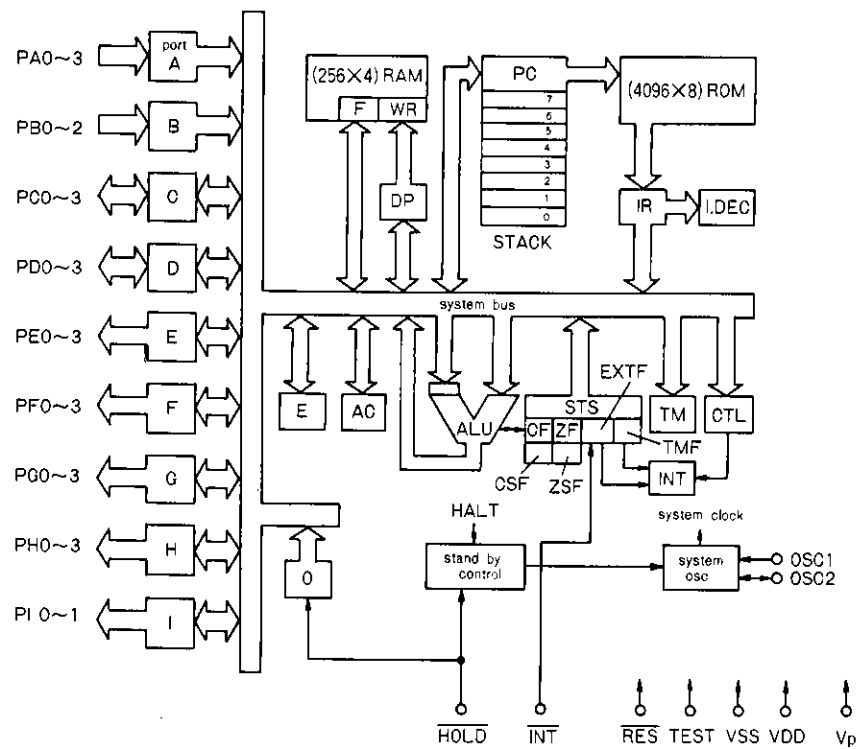 PA0~3
port
A
PB0~2
B
PC0~3
C
PD0~3
D
PE0~3
E
PF0~3
F
PG0~3
G
PH0~3
H
PI 0~1
I
(256×4) RAM
F WR
DP
PC
7
6
5
4
3
2
1
0
STACK
(4096×8) ROM
IR
I.DEC
system bus
E
AC
ALU
STS
CF ZF
CSF
ZSF
EXTF
TMF
TM
CTL
INT
0
HALT
stand by
control
system clock
system
osc
OSC1
OSC2
HOLD
INT
RES
TEST
VSS
VDD
Vp